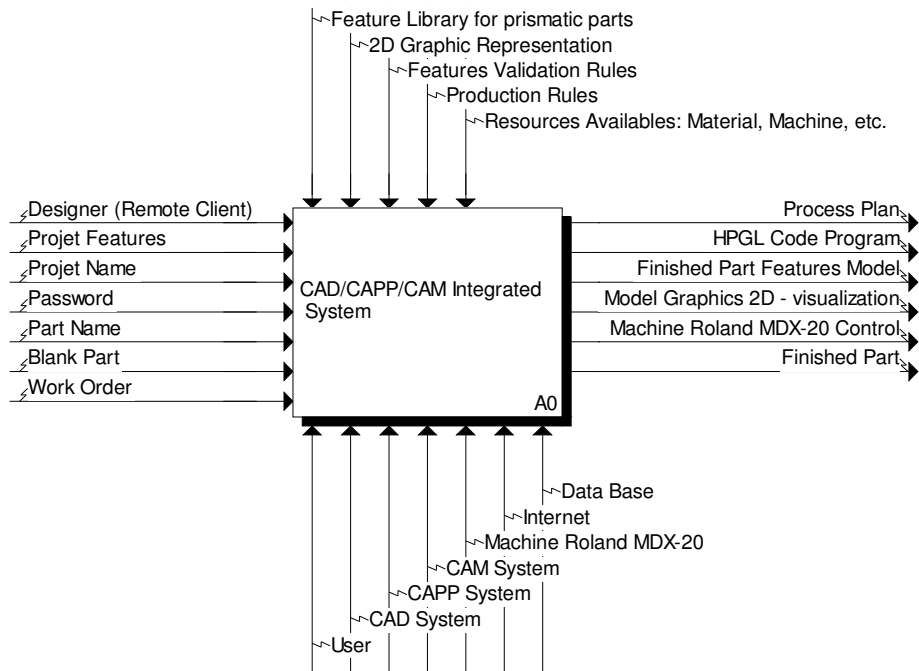 Feature Library for prismatic parts
2D Graphic Representation
Features Validation Rules
Production Rules
Resources Availables: Material, Machine, etc.
Designer (Remote Client)
Projet Features
Projet Name
Password
Part Name
Blank Part
Work Order
CAD/CAPP/CAM Integrated
System
A0
Process Plan
HPGL Code Program
Finished Part Features Model
Model Graphics 2D - visualization
Machine Roland MDX-20 Control
Finished Part
Data Base
Internet
Machine Roland MDX-20
CAM System
CAPP System
CAD System
User